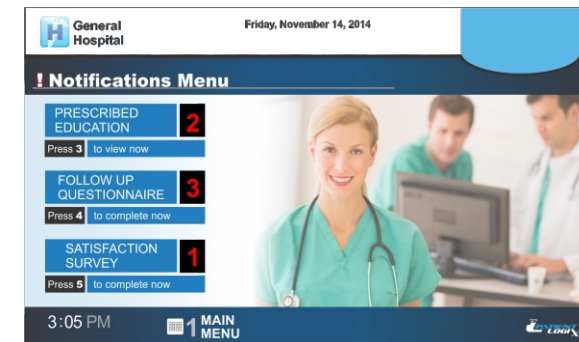 H
General
Hospital
Friday, November 14, 2014
! Notifications Menu
PRESCRIBED
EDUCATION
2
Press 3 to view now
FOLLOW UP
QUESTIONNAIRE
3
Press 4 to complete now
SATISFACTION
SURVEY
1
Press 5 to complete now
3:05 PM
1 MAIN
MENU
PATIENT
LOGIX